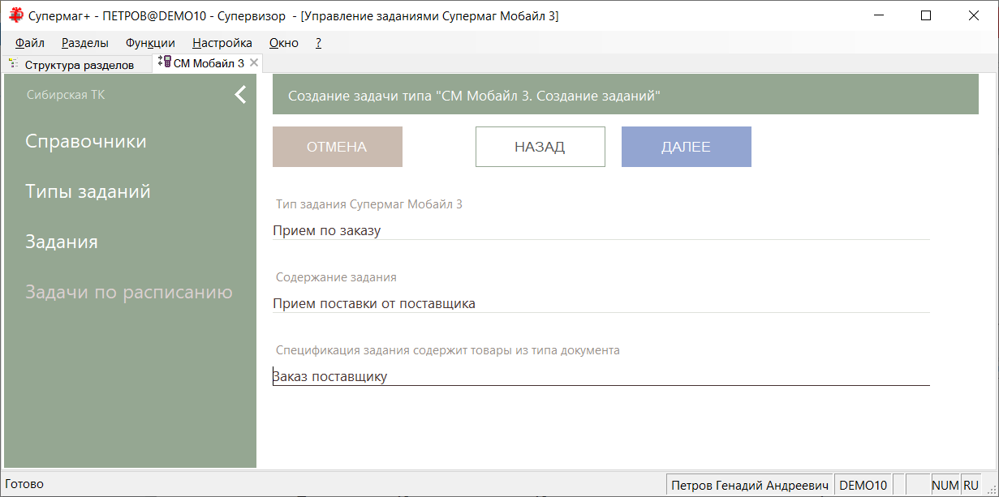 Супермаг+ - ПЕТРОВ@DEMO10 - Супервизор - [Управление заданиями Супермаг Мобайл 3]
Файл Разделы Функции Настройка Окно ?
Структура разделов СМ Мобайл 3
Сибирская ТК
Справочники
Типы заданий
Задания
Задачи по расписанию
Создание задачи типа "СМ Мобайл 3. Создание заданий"
ОТМЕНА НАЗАД ДАЛЕЕ
Тип задания Супермаг Мобайл 3
Прием по заказу
Содержание задания
Прием поставки от поставщика
Спецификация задания содержит товары из типа документа
Заказ поставщику
Готово Петров Генадий Андреевич DEMO10 NUM RU